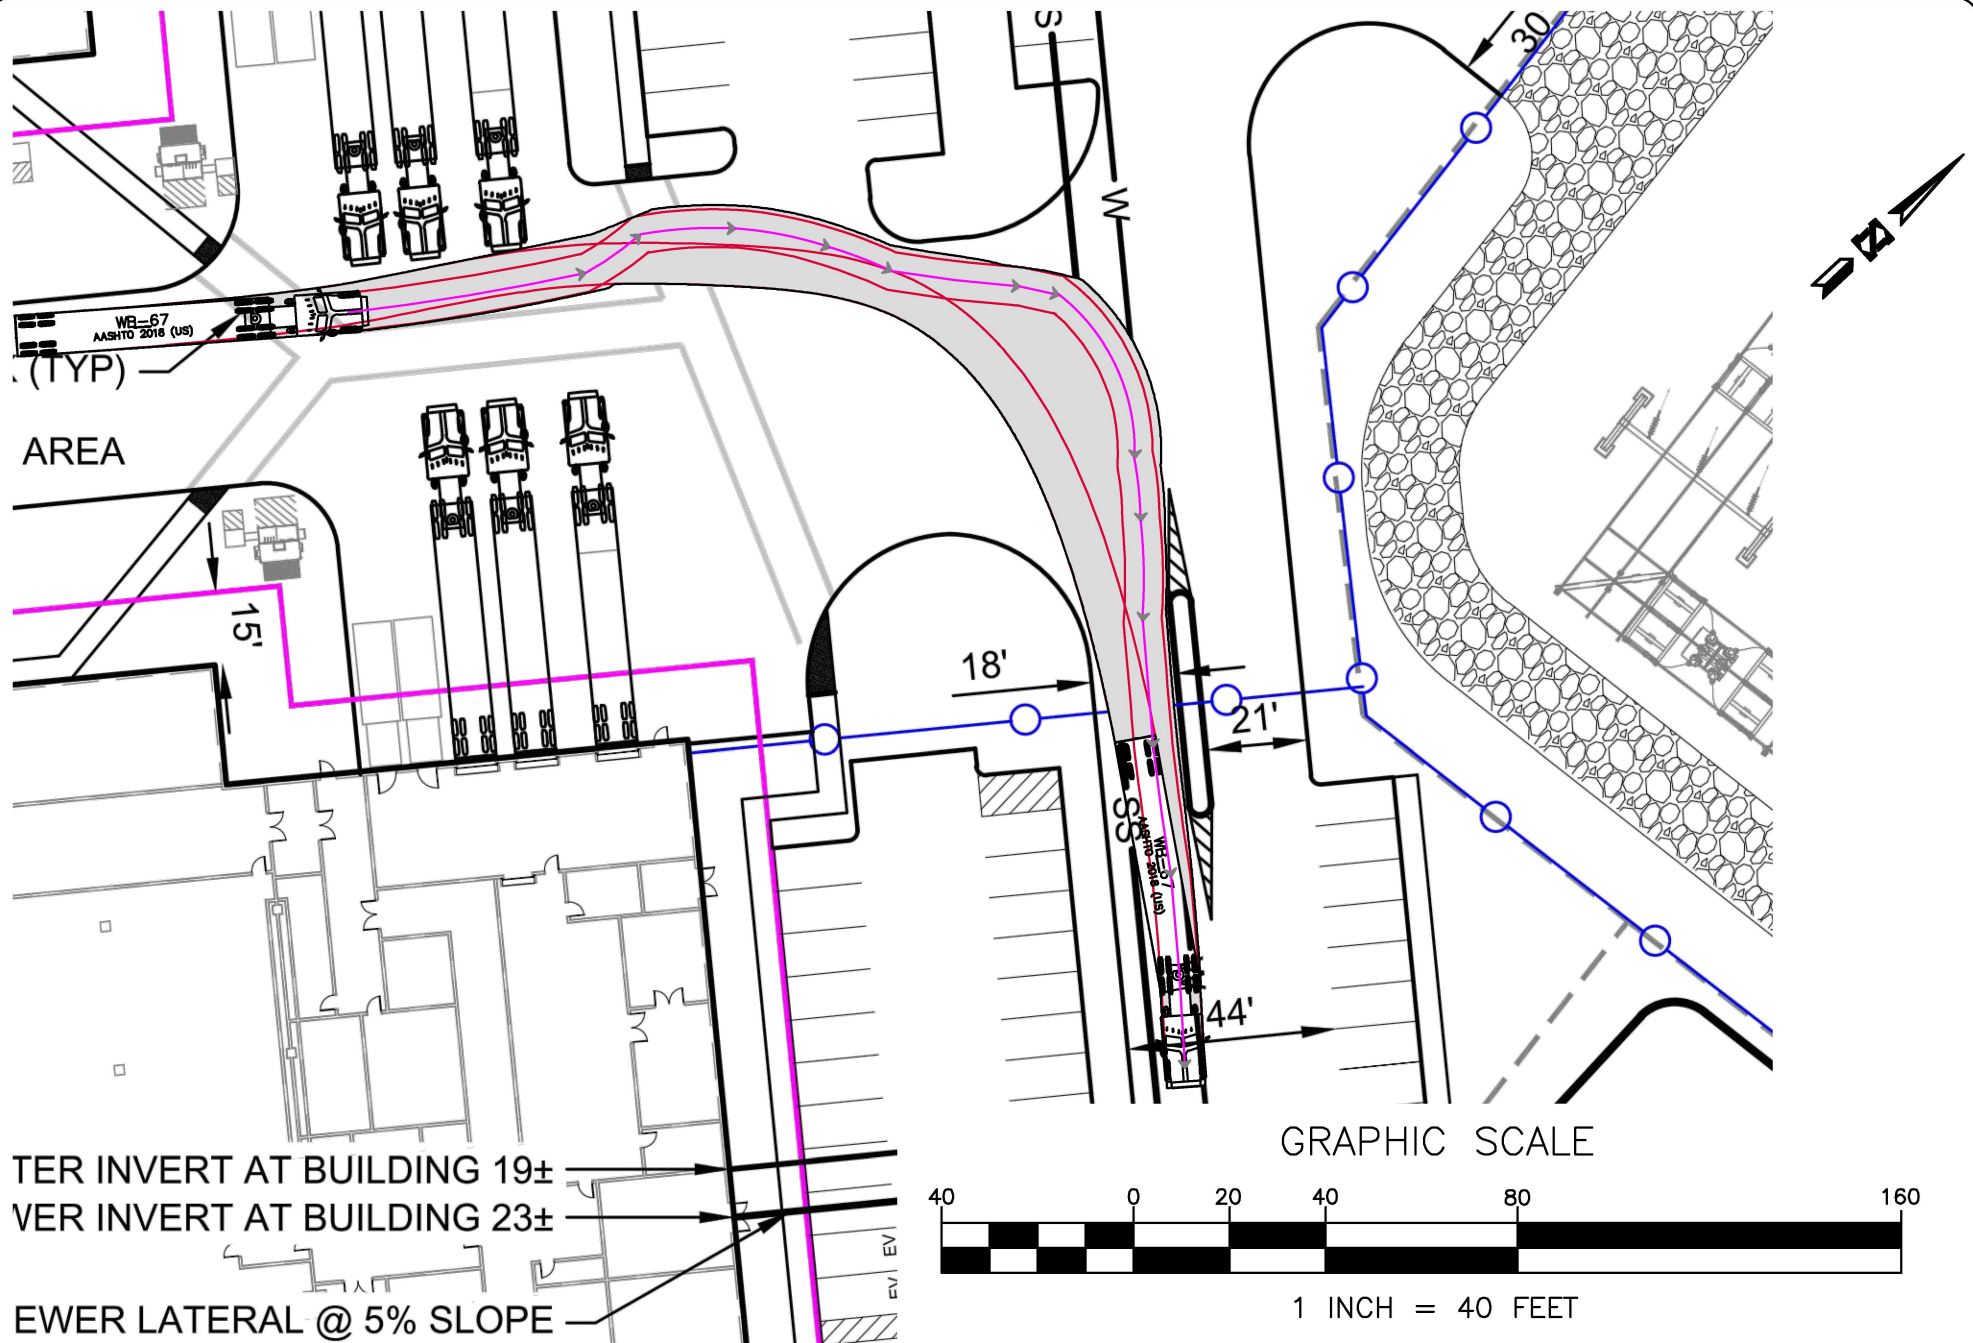 S
30
W
WB-67
AASHTO 2018 (US)
(TYP)
AREA
N
15'
18'
21'
SS
WB-67
AASHTO 2018 (US)
44'
TER INVERT AT BUILDING 19±
WER INVERT AT BUILDING 23±
EWER LATERAL @ 5% SLOPE
EV
EV
GRAPHIC SCALE
40 0 20 40 80 160
1 INCH = 40 FEET